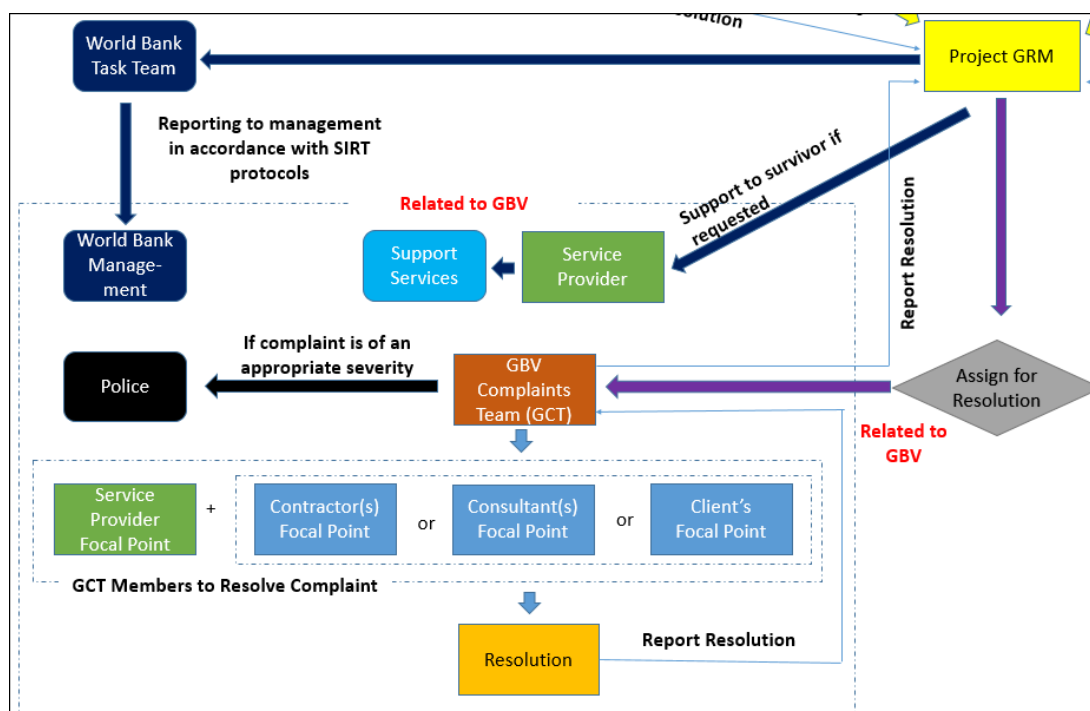 World Bank
Task Team
olution
Project GRM
Reporting to management
in accordance with SIRT
protocols
Support to survivor if
requested
Report Resolution
Related to GBV
World Bank
Manage-
ment
Support
Services
Service
Provider
If complaint is of an
appropriate severity
Police
GBV
Complaints
Team (GCT)
Assign for
Resolution
Related to
GBV
Service
Provider
Focal Point
+
Contractor(s)
Focal Point
or
Consultant(s)
Focal Point
or
Client's
Focal Point
GCT Members to Resolve Complaint
Resolution
Report Resolution